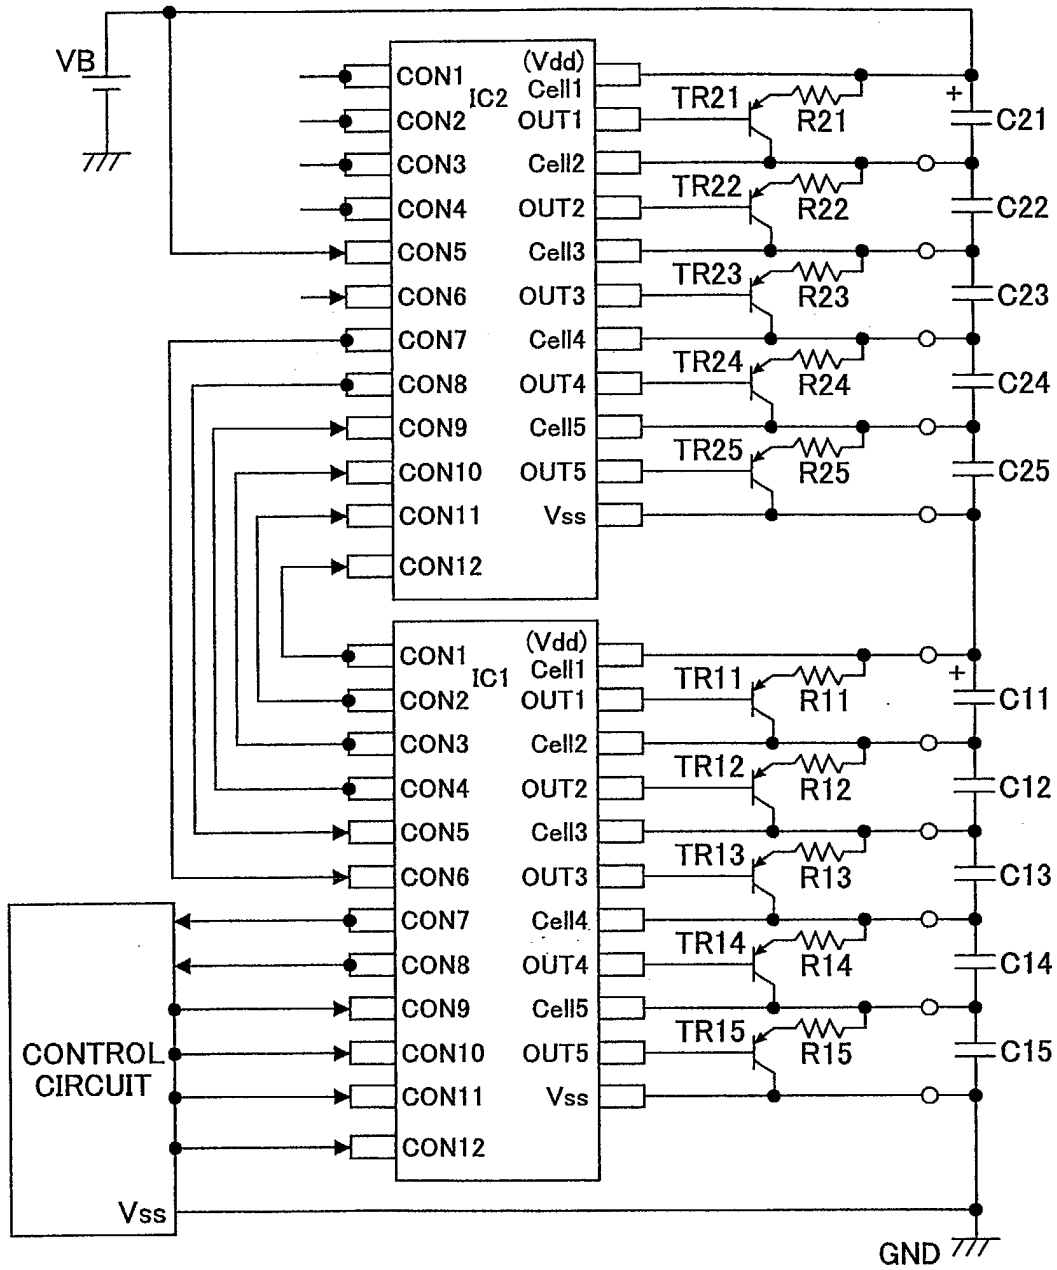 VB
CON1
CON2
CON3
CON4
CON5
CON6
CON7
CON8
CON9
CON10
CON11
CON12
IC2
(Vdd)
Cell1
OUT1
Cell2
OUT2
Cell3
OUT3
Cell4
OUT4
Cell5
OUT5
Vss
TR21
R21
TR22
R22
TR23
R23
TR24
R24
TR25
R25
+
C21
C22
C23
C24
C25
CON1
CON2
CON3
CON4
CON5
CON6
CON7
CON8
CON9
CON10
CON11
CON12
IC1
(Vdd)
Cell1
OUT1
Cell2
OUT2
Cell3
OUT3
Cell4
OUT4
Cell5
OUT5
Vss
TR11
R11
TR12
R12
TR13
R13
TR14
R14
TR15
R15
+
C11
C12
C13
C14
C15
CONTROL
CIRCUIT
Vss
GND